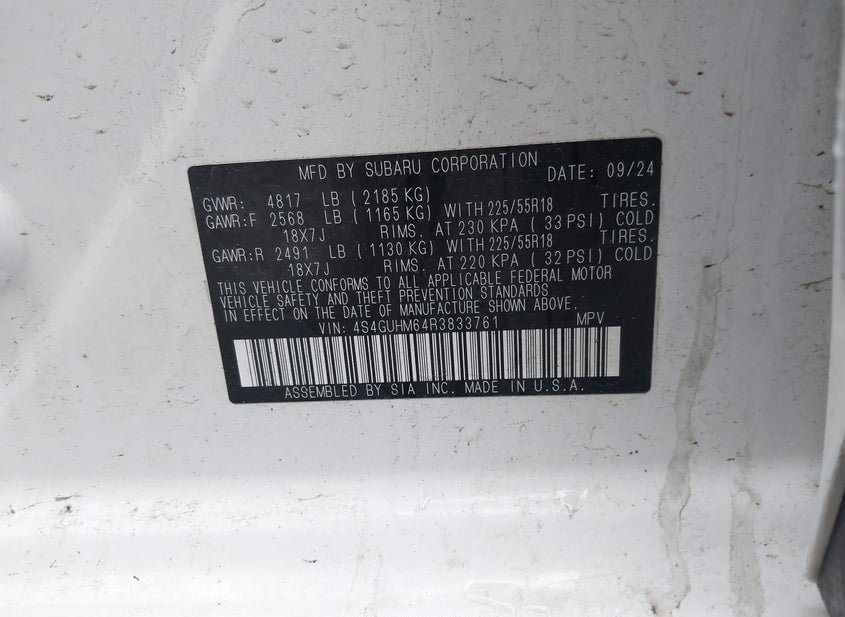 MFD BY SUBARU CORPORATION DATE: 09/24
GVWR: 4817 LB ( 2185 KG)
GAWR:F 2568 LB ( 1165 KG) WITH 225/55R18 TIRES.
18X7J RIMS. AT 230 KPA ( 33 PSI) COLD
GAWR:R 2491 LB ( 1130 KG) WITH 225/55R18 TIRES.
18X7J RIMS. AT 220 KPA ( 32 PSI) COLD
THIS VEHICLE CONFORMS TO ALL APPLICABLE FEDERAL MOTOR
VEHICLE SAFETY AND THEFT PREVENTION STANDARDS
IN EFFECT ON THE DATE OF MANUFACTURE SHOWN ABOVE.
VIN: 4S4GUHM64R3833761 MPV
ASSEMBLED BY SIA INC. MADE IN U.S.A.